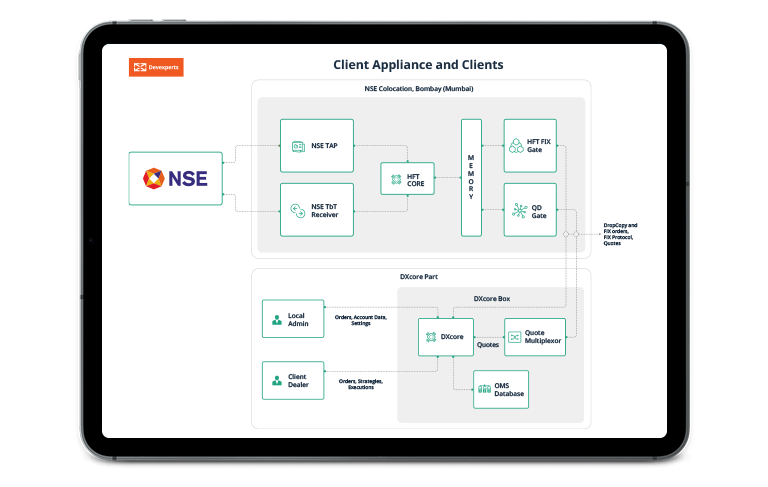 Devexperts
Client Appliance and Clients
NSE Colocation, Bombay (Mumbai)
NSE
NSE TAP
NSE TbT
Receiver
HFT
CORE
M
E
M
O
R
Y
HFT FIX
Gate
QD
Gate
DropCopy and
FIX orders,
FIX Protocol,
Quotes
DXcore Part
DXcore Box
Local
Admin
Orders, Account Data,
Settings
DXcore
Quotes
Quote
Multiplexor
Client
Dealer
Orders, Strategies,
Executions
OMS
Database